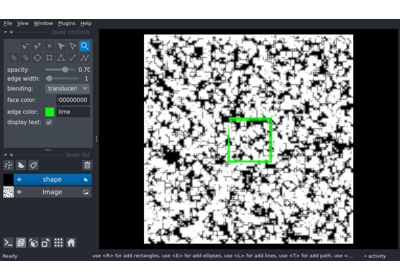 File View Window Plugins Help
layer controls
opacity: 0.70
edge width: 1
blending: translucen
face color: 00000000
edge color: lime
display text:
layer list
shape
Image
Ready use <R> for add rectangles, use <E> for add ellipses, use <L> for add lines, use <T> for add path, use <... activity